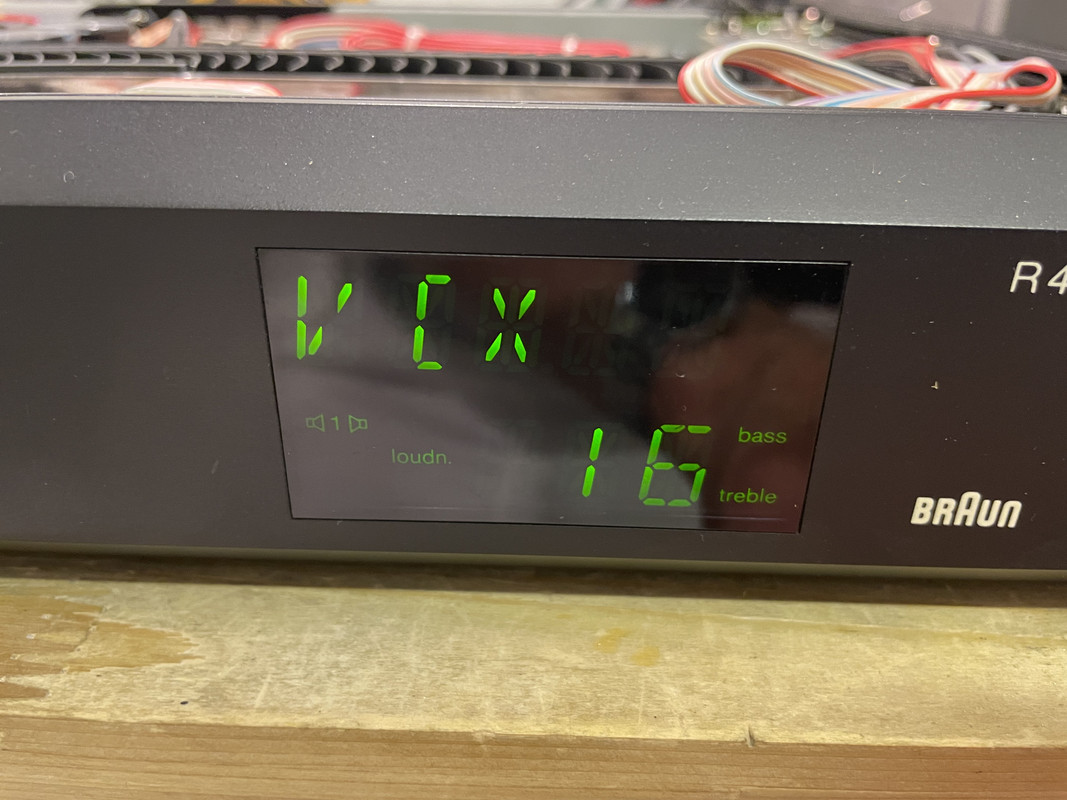 R4
V CX
1
loudn.
16
bass
treble
BRAUN